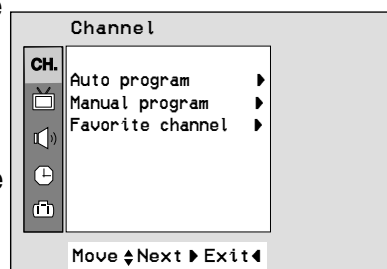 e
Channel
CH.
Auto program
Manual program
Favorite channel
e
Move Next Exit